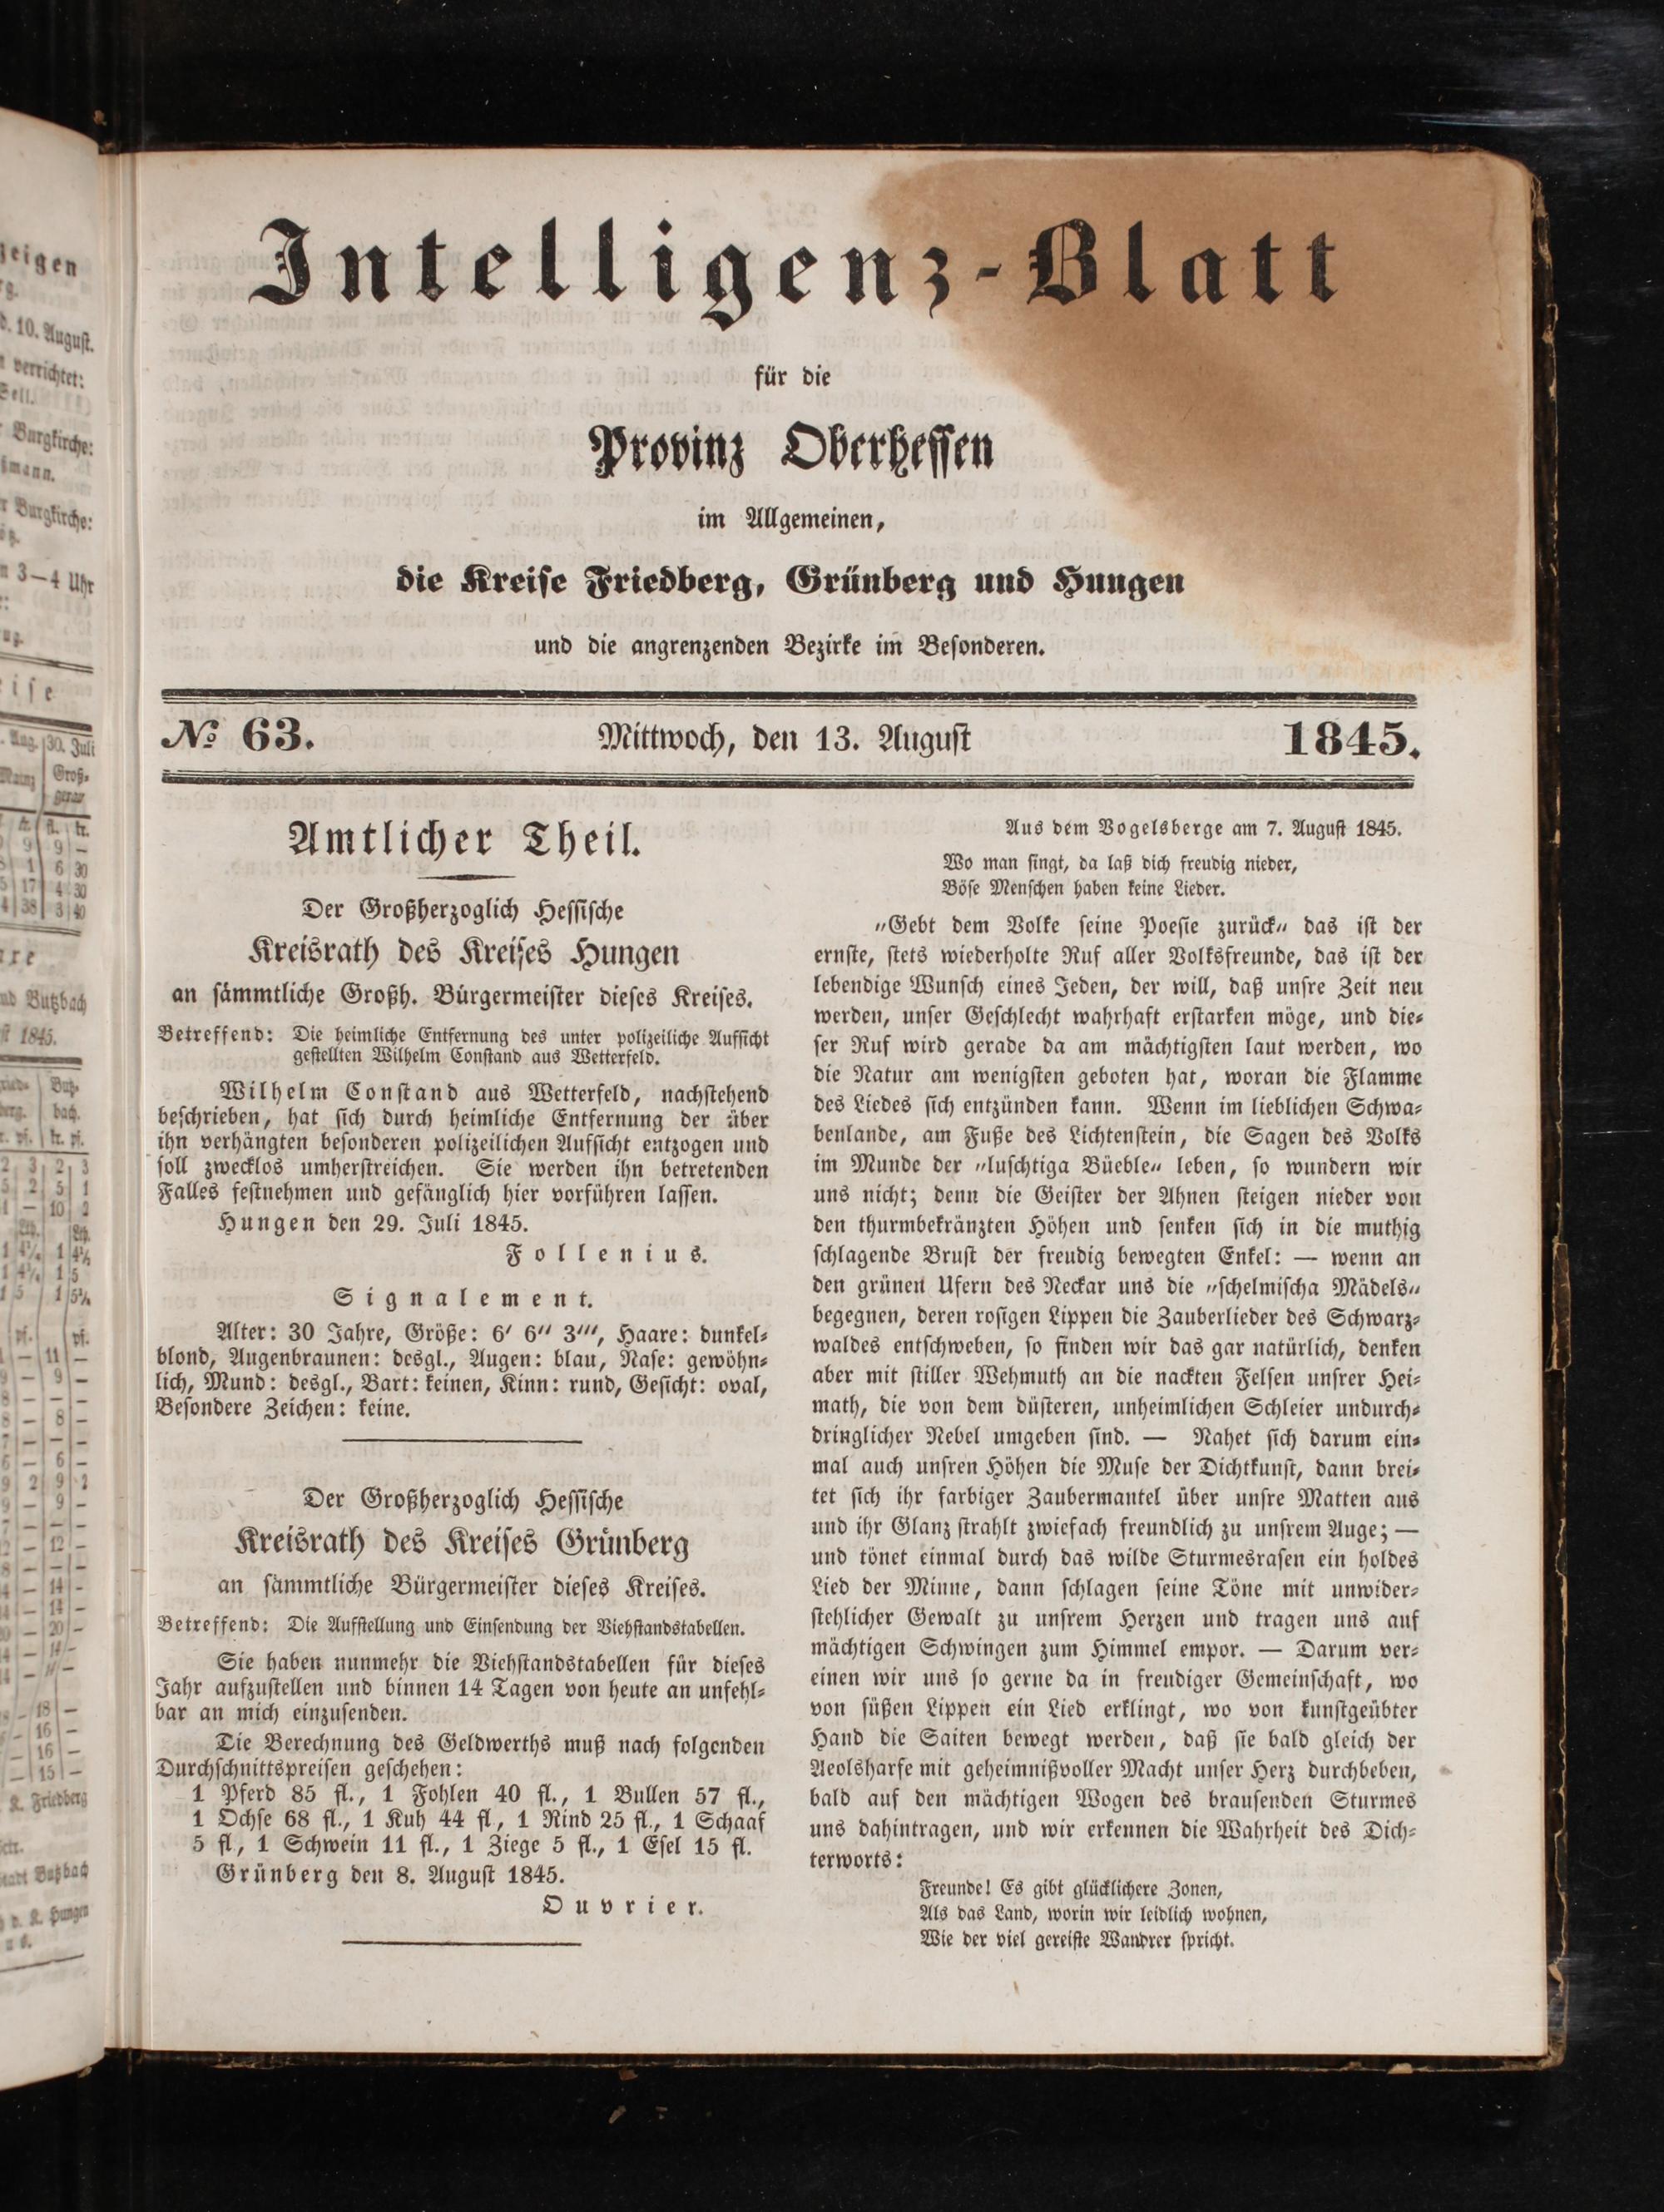 Intelligenz-Blatt
für die
Provinz Oberhessen
im Allgemeinen,
die Kreise Friedberg, Grünberg und Hungen
und die angrenzenden Bezirke im Besonderen.
№ 63. Mittwoch, den 13. August 1845.
Amtlicher Theil.
Der Großherzoglich Hessische
Kreisrath des Kreises Hungen
an sämmtliche Großh. Bürgermeister dieses Kreises.
Betreffend: Die heimliche Entfernung des unter polizeiliche Aufsicht
gestellten Wilhelm Constand aus Wetterfeld.
Wilhelm Constand aus Wetterfeld, nachstehend
beschrieben, hat sich durch heimliche Entfernung der über
ihn verhängten besonderen polizeilichen Aufsicht entzogen und
soll zwecklos umherstreichen. Sie werden ihn betretenden
Falles festnehmen und gefänglich hier vorführen lassen.
Hungen den 29. Juli 1845.
Follenius.
Signalement.
Alter: 30 Jahre, Größe: 6′ 6″ 3‴, Haare: dunkel-
blond, Augenbraunen: desgl., Augen: blau, Nase: gewöhn-
lich, Mund: desgl., Bart: keinen, Kinn: rund, Gesicht: oval,
Besondere Zeichen: keine.
Der Großherzoglich Hessische
Kreisrath des Kreises Grünberg
an sämmtliche Bürgermeister dieses Kreises.
Betreffend: Die Aufstellung und Einsendung der Viehstandstabellen.
Sie haben nunmehr die Viehstandstabellen für dieses
Jahr aufzustellen und binnen 14 Tagen von heute an unfehl-
bar an mich einzusenden.
Die Berechnung des Geldwerths muß nach folgenden
Durchschnittspreisen geschehen:
1 Pferd 85 fl., 1 Fohlen 40 fl., 1 Bullen 57 fl.,
1 Ochse 68 fl., 1 Kuh 44 fl, 1 Rind 25 fl., 1 Schaaf
5 fl, 1 Schwein 11 fl., 1 Ziege 5 fl., 1 Esel 15 fl.
Grünberg den 8. August 1845.
Ouvrier.
Aus dem Vogelsberge am 7. August 1845.
Wo man singt, da laß dich freudig nieder,
Böse Menschen haben keine Lieder.
„Gebt dem Volke seine Poesie zurück„ das ist der
ernste, stets wiederholte Ruf aller Volksfreunde, das ist der
lebendige Wunsch eines Jeden, der will, daß unsre Zeit neu
werden, unser Geschlecht wahrhaft erstarken möge, und die-
ser Ruf wird gerade da am mächtigsten laut werden, wo
die Natur am wenigsten geboten hat, woran die Flamme
des Liedes sich entzünden kann. Wenn im lieblichen Schwa-
benlande, am Fuße des Lichtenstein, die Sagen des Volks
im Munde der „luschtiga Büeble„ leben, so wundern wir
uns nicht; denn die Geister der Ahnen steigen nieder von
den thurmbekränzten Höhen und senken sich in die muthig
schlagende Brust der freudig bewegten Enkel: — wenn an
den grünen Ufern des Neckar uns die „schelmischa Mädels„
begegnen, deren rosigen Lippen die Zauberlieder des Schwarz-
waldes entschweben, so finden wir das gar natürlich, denken
aber mit stiller Wehmuth an die nackten Felsen unsrer Hei-
math, die von dem düsteren, unheimlichen Schleier undurch-
dringlicher Nebel umgeben sind. — Nahet sich darum ein-
mal auch unsren Höhen die Muse der Dichtkunst, dann brei-
tet sich ihr farbiger Zaubermantel über unsre Matten aus
und ihr Glanz strahlt zwiefach freundlich zu unsrem Auge; —
und tönet einmal durch das wilde Sturmesrasen ein holdes
Lied der Minne, dann schlagen seine Töne mit unwider-
stehlicher Gewalt zu unsrem Herzen und tragen uns auf
mächtigen Schwingen zum Himmel empor. — Darum ver-
einen wir uns so gerne da in freudiger Gemeinschaft, wo
von süßen Lippen ein Lied erklingt, wo von kunstgeübter
Hand die Saiten bewegt werden, daß sie bald gleich der
Aeolsharfe mit geheimnißvoller Macht unser Herz durchbeben,
bald auf den mächtigen Wogen des brausenden Sturmes
uns dahintragen, und wir erkennen die Wahrheit des Dich-
terworts:
Freunde! Es gibt glücklichere Zonen,
Als das Land, worin wir leidlich wohnen,
Wie der viel gereiste Wandrer spricht.